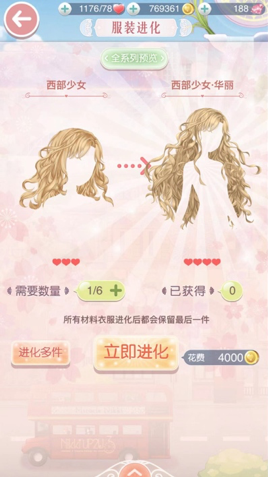 1176/78
769361
188
服装进化
全系列预览
西部少女
西部少女·华丽
需要数量
1/6
已获得
0
所有材料衣服进化后都会保留最后一件
进化多件
立即进化
花费
4000